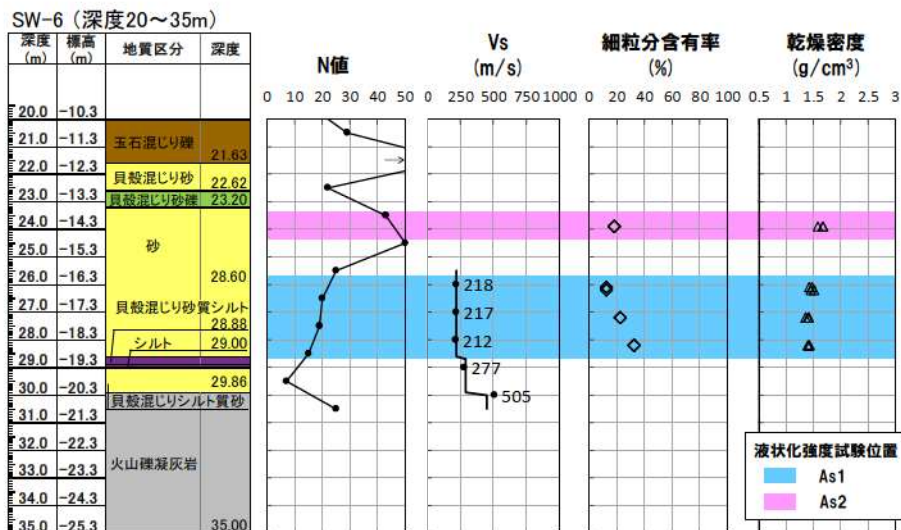 SW-6（深度20～35m）
深度 標高 地質区分 深度
(m) (m)
N値
Vs
(m/s)
細粒分含有率
(%)
乾燥密度
(g/cm³)
0 10 20 30 40 50
0 250 500 750 1000
0 20 40 60 80 100
0.5 1 1.5 2 2.5 3
20.0 -10.3
21.0 -11.3
玉石混じり礫
21.63
22.0 -12.3
貝殻混じり砂
22.62
23.0 -13.3
貝殻混じり砂礫 23.20
24.0 -14.3
砂
25.0 -15.3
26.0 -16.3
28.60
218
27.0 -17.3
貝殻混じり砂質シルト
217
28.88
28.0 -18.3
シルト 29.00
212
29.0 -19.3
277
29.86
30.0 -20.3
貝殻混じりシルト質砂
505
31.0 -21.3
32.0 -22.3
火山礫凝灰岩
33.0 -23.3
34.0 -24.3
35.0 -25.3
35.00
液状化強度試験位置
As1
As2